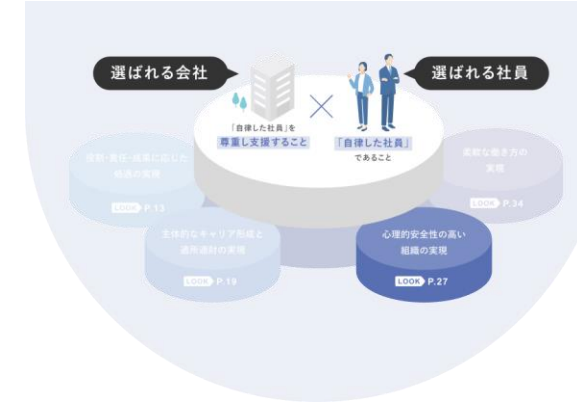 選ばれる会社
選ばれる社員
「自律した社員」を
尊重し支援すること
「自律した社員」
であること
役割・責任・成果に応じた
処遇の実現
LOOK P.13
柔軟な働き方の
実現
LOOK P.34
主体的なキャリア形成と
適所適財の実現
LOOK P.19
心理的安全性の高い
組織の実現
LOOK P.27